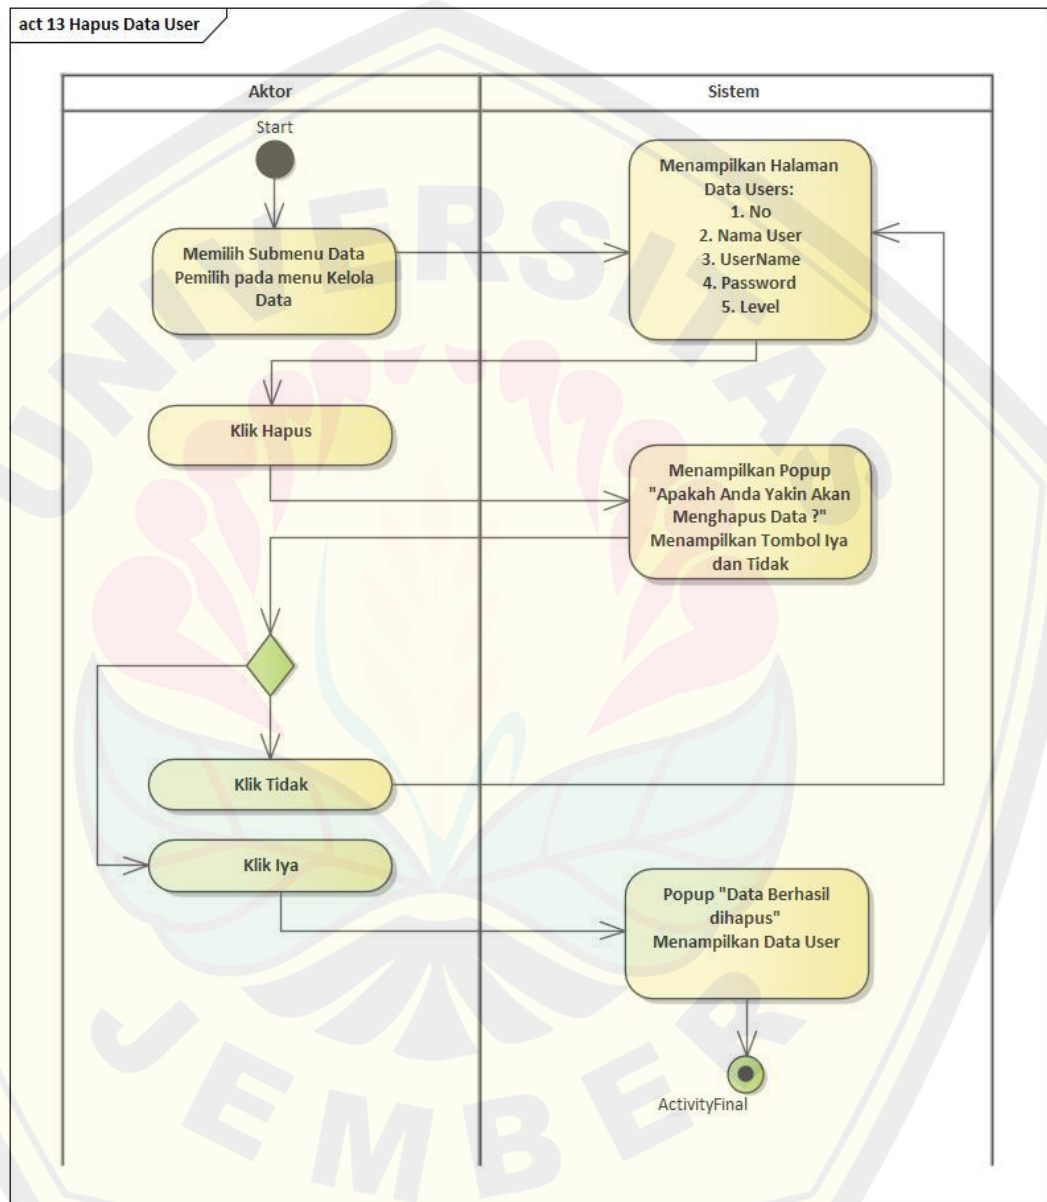 act 13 Hapus Data User
Aktor
Sistem
Start
Menampilkan Halaman
Data Users:
1. No
2. Nama User
3. UserName
4. Password
5. Level
Memilih Submenu Data
Pemilih pada menu Kelola
Data
Klik Hapus
Menampilkan Popup
"Apakah Anda Yakin Akan
Menghapus Data ?"
Menampilkan Tombol Iya
dan Tidak
Klik Tidak
Klik Iya
Popup "Data Berhasil
dihapus"
Menampilkan Data User
ActivityFinal
UNIVERSITAS
JEMBER